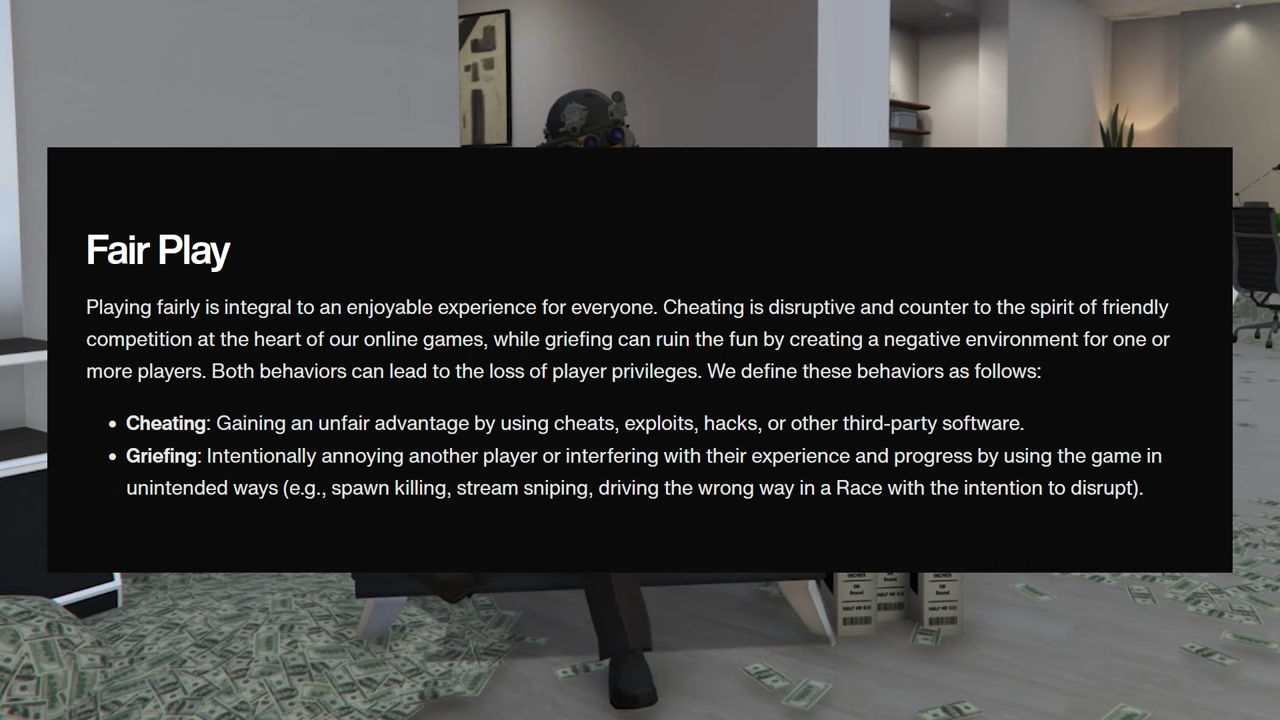 Fair Play
Playing fairly is integral to an enjoyable experience for everyone. Cheating is disruptive and counter to the spirit of friendly
competition at the heart of our online games, while griefing can ruin the fun by creating a negative environment for one or
more players. Both behaviors can lead to the loss of player privileges. We define these behaviors as follows:
• Cheating: Gaining an unfair advantage by using cheats, exploits, hacks, or other third-party software.
• Griefing: Intentionally annoying another player or interfering with their experience and progress by using the game in
unintended ways (e.g., spawn killing, stream sniping, driving the wrong way in a Race with the intention to disrupt).